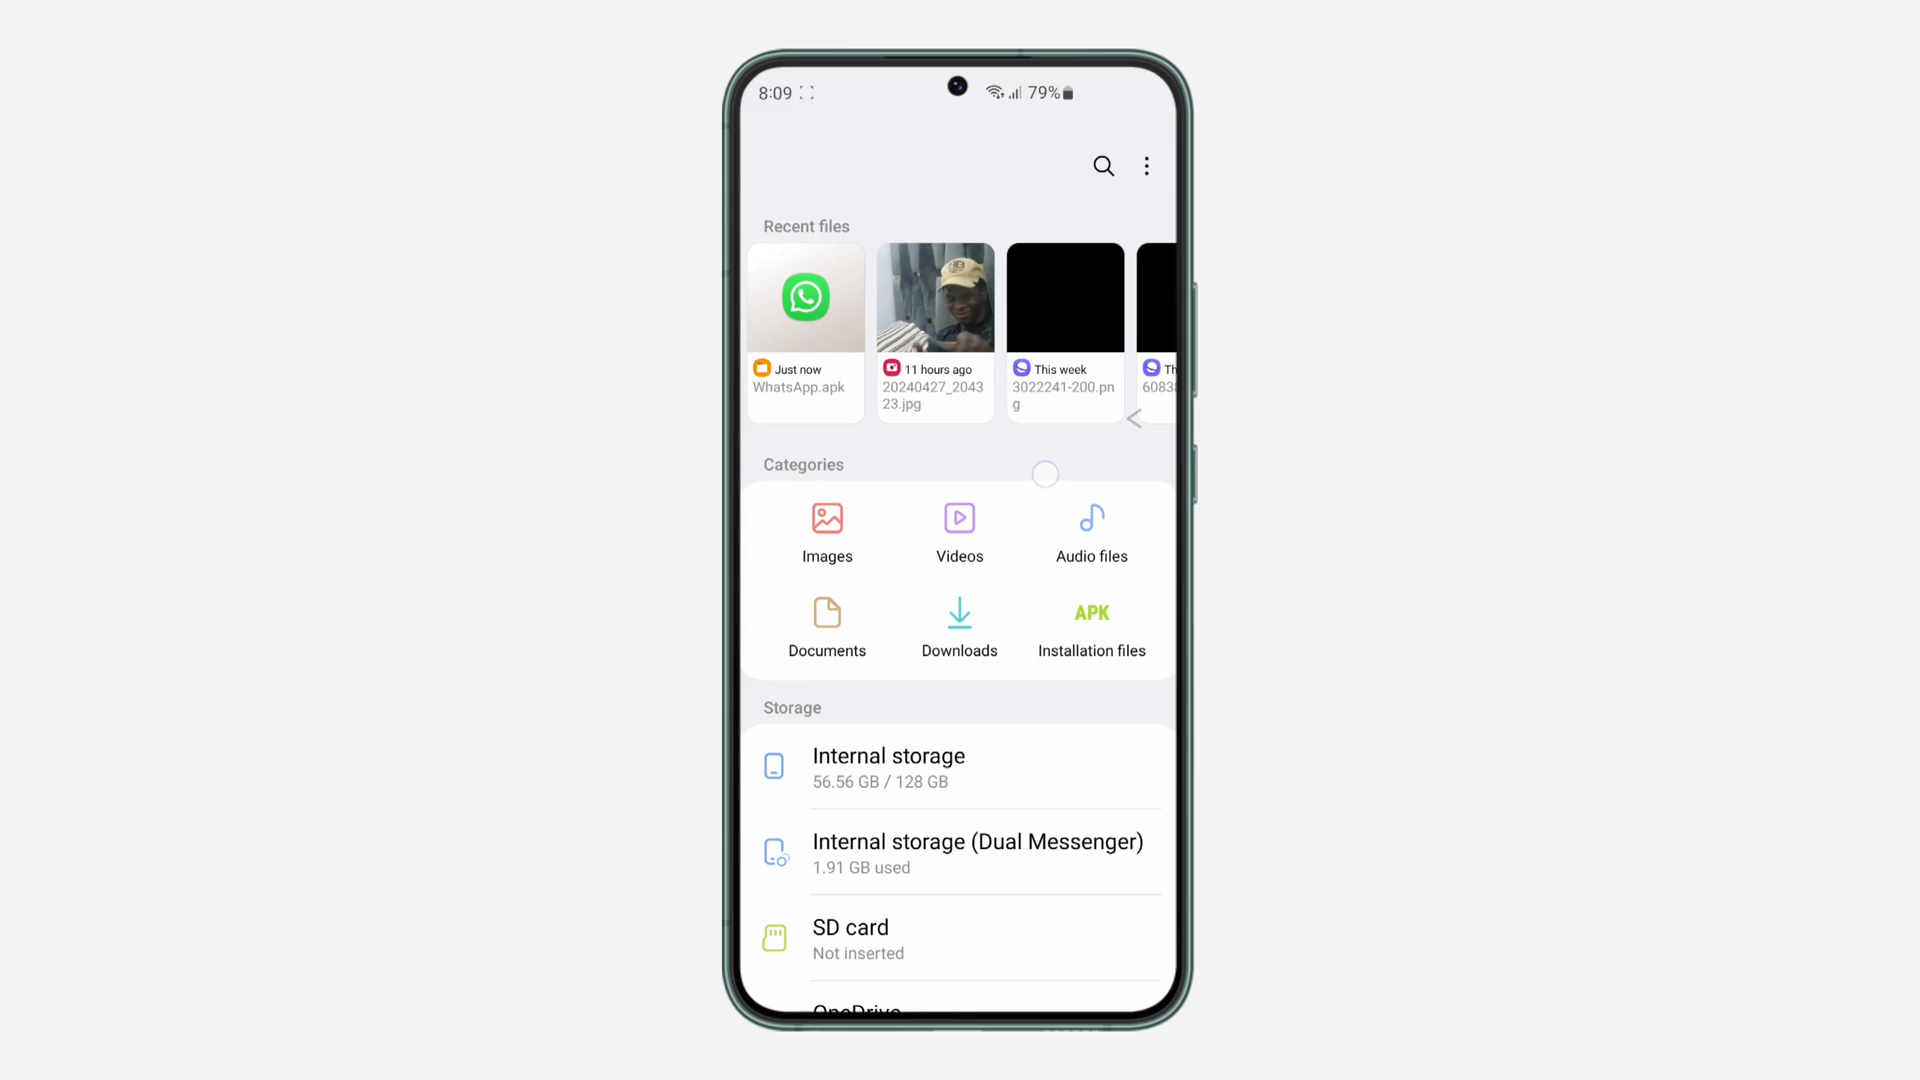 8:09
79%
Recent files
Just now
WhatsApp.apk
11 hours ago
20240427_2043
23.jpg
This week
3022241-200.pn
g
Th
6083
Categories
Images
Videos
Audio files
Documents
Downloads
APK
Installation files
Storage
Internal storage
56.56 GB / 128 GB
Internal storage (Dual Messenger)
1.91 GB used
SD card
Not inserted
OneDrive